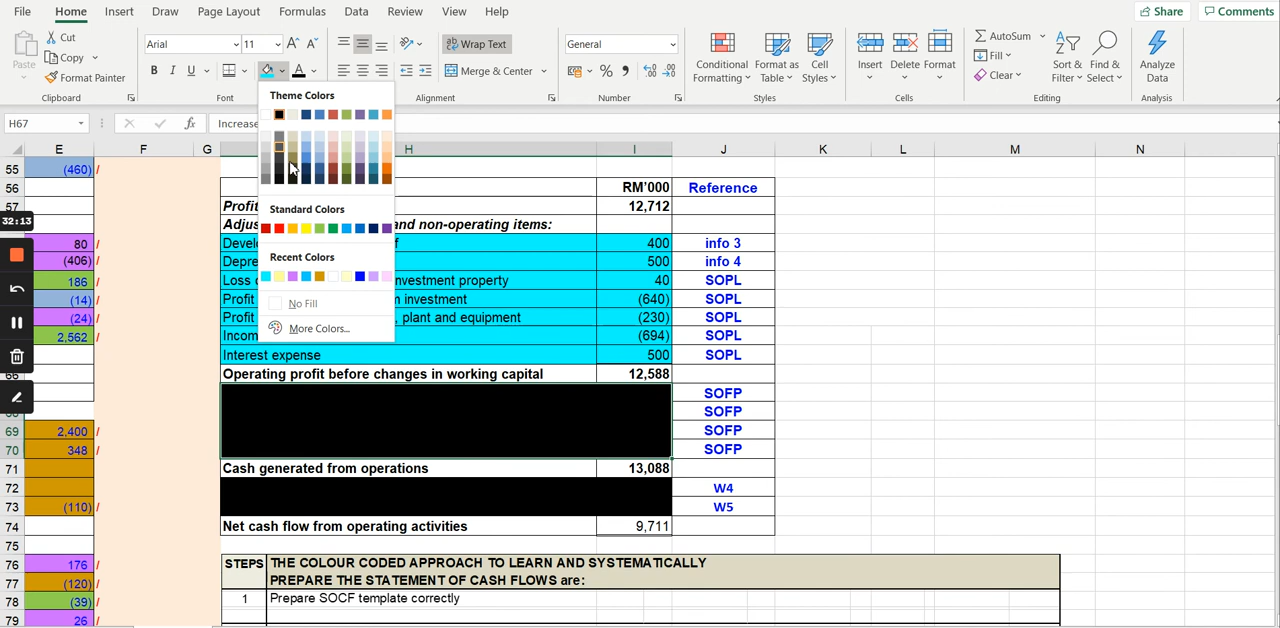 File Home Insert Draw Page Layout Formulas Data Review View Help Share Comments
Cut Arial 11 Wrap Text General AutoSum
Paste Copy Conditional Format as Cell Insert Delete Format Fill Sort & Find & Analyze
Format Painter B I U A Merge & Center % Formatting Table Styles Clear Filter Select Data
Clipboard Font Alignment Number Styles Cells Editing Analysis
H67 fx Increase
Theme Colors
Standard Colors
Recent Colors
No Fill
More Colors...
E F G H I J K L M N
55 (460) /
56 RM'000 Reference
57 Profit 12,712
32:13
Adjus and non-operating items:
80 / Devel f 400 info 3
(406) / Depre 500 info 4
186 / Loss nvestment property 40 SOPL
(14) / Profit m investment (640) SOPL
(24) / Profit , plant and equipment (230) SOPL
2,562 / Incom (694) SOPL
Interest expense 500 SOPL
66 Operating profit before changes in working capital 12,588
SOFP
SOFP
69 2,400 / SOFP
70 348 / SOFP
71 Cash generated from operations 13,088
72 W4
73 (110) / W5
74 Net cash flow from operating activities 9,711
75
76 176 / STEPS THE COLOUR CODED APPROACH TO LEARN AND SYSTEMATICALLY
77 (120) / PREPARE THE STATEMENT OF CASH FLOWS are:
78 (39) / 1 Prepare SOCF template correctly
79 26 /